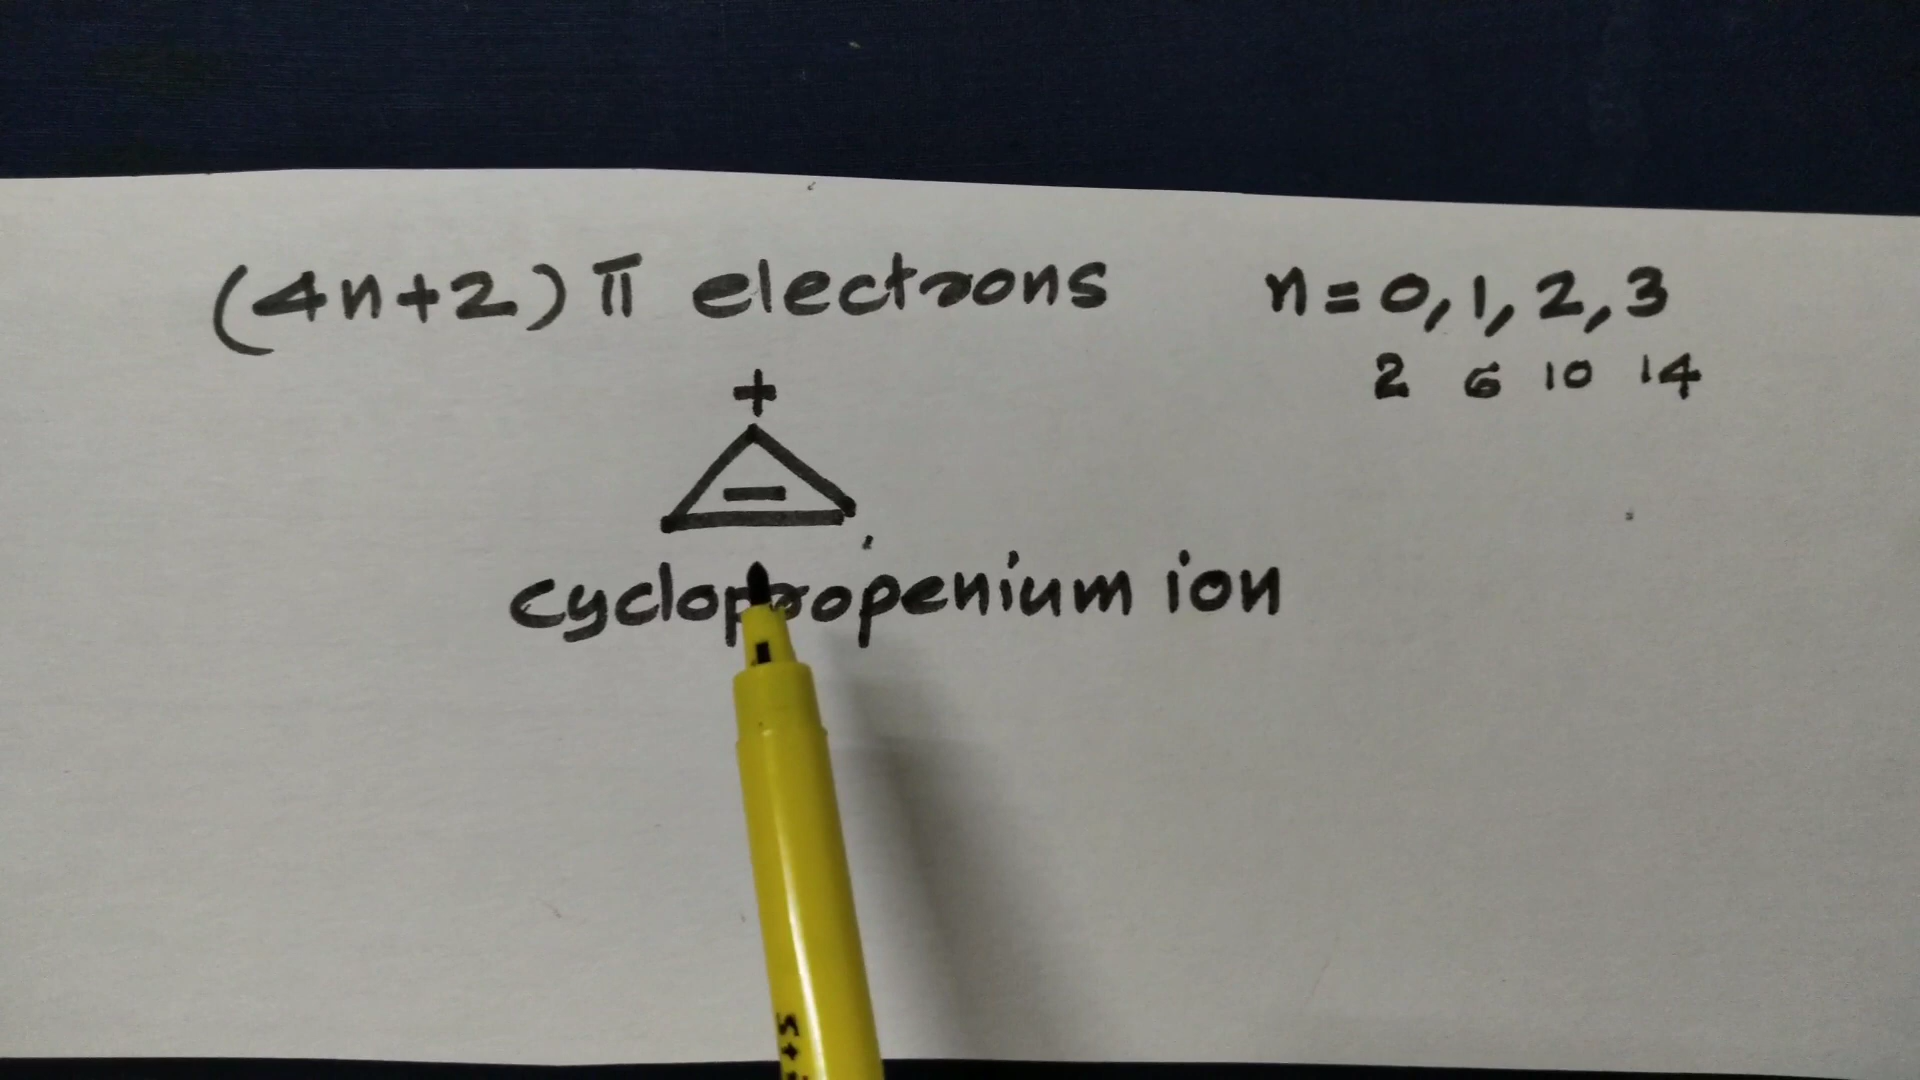 (4n+2) π electrons n=0,1,2,3
2 6 10 14
+
cyclopropenium ion